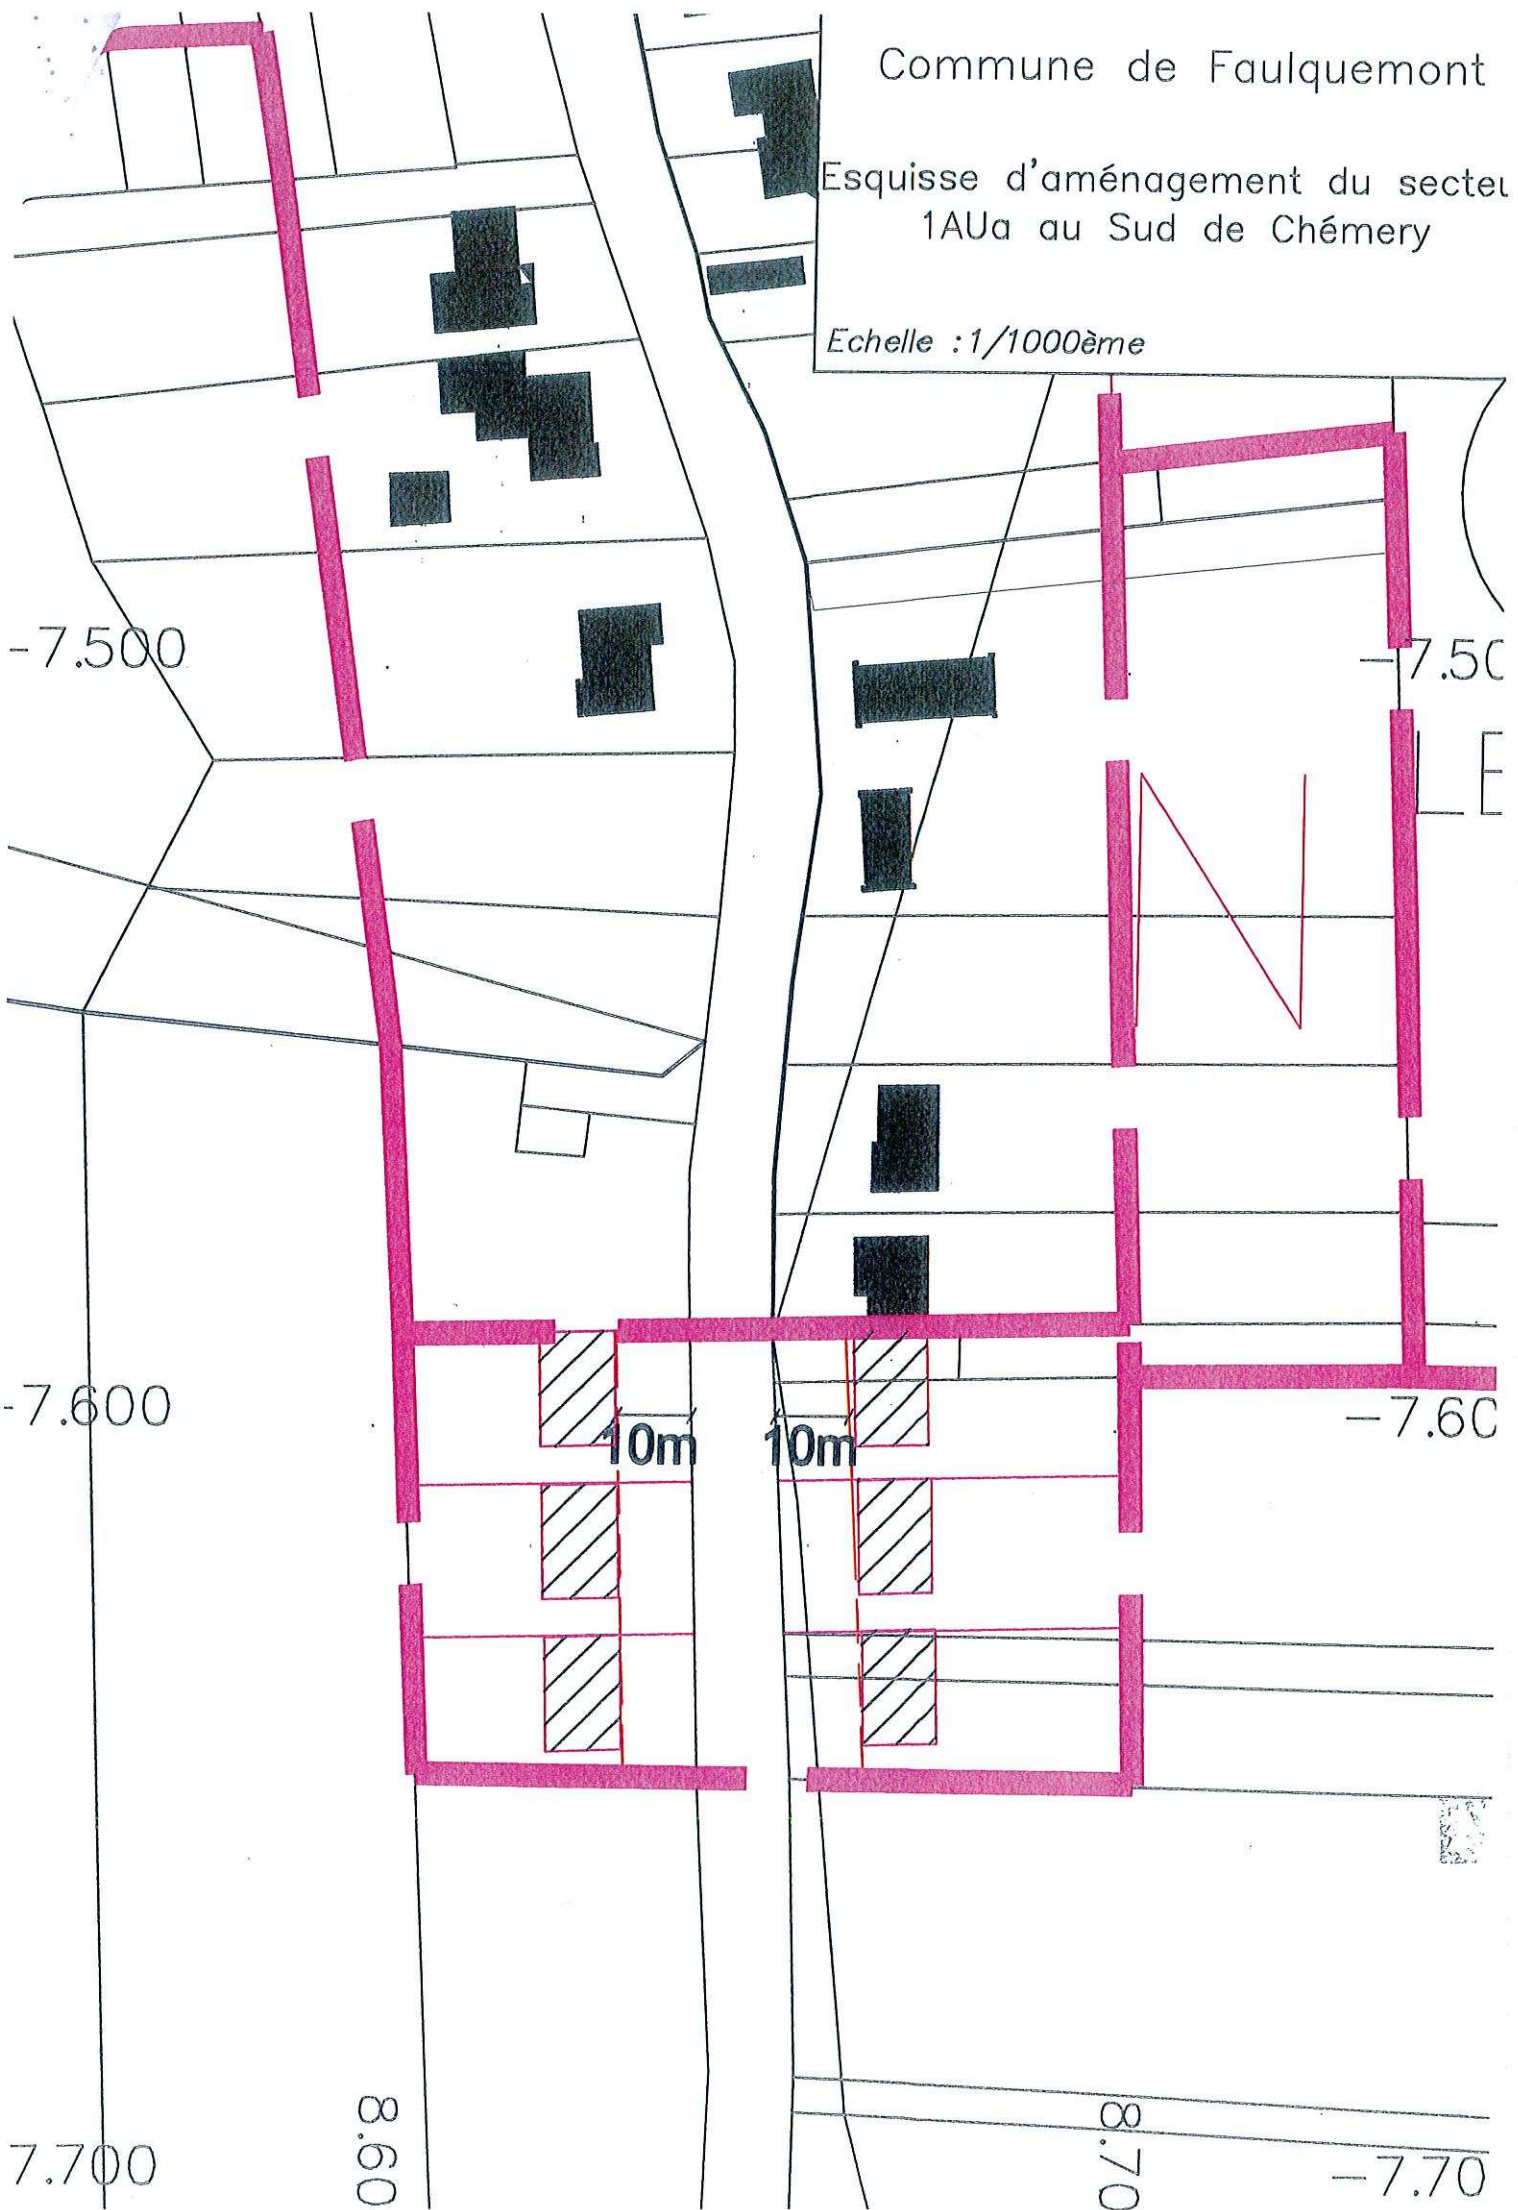 Commune de Faulquemont
Esquisse d'aménagement du secteu
1AUa au Sud de Chémery
Echelle : 1/1000ème
-7.500
-7.50
LE
N
-7.600
-7.60
10m
10m
8.60
8.70
7.700
-7.70